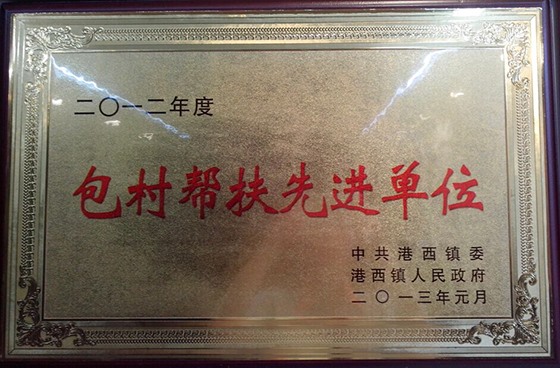 二〇一二年度
包村帮扶先进单位
中共港西镇委
港西镇人民政府
二〇一三年元月